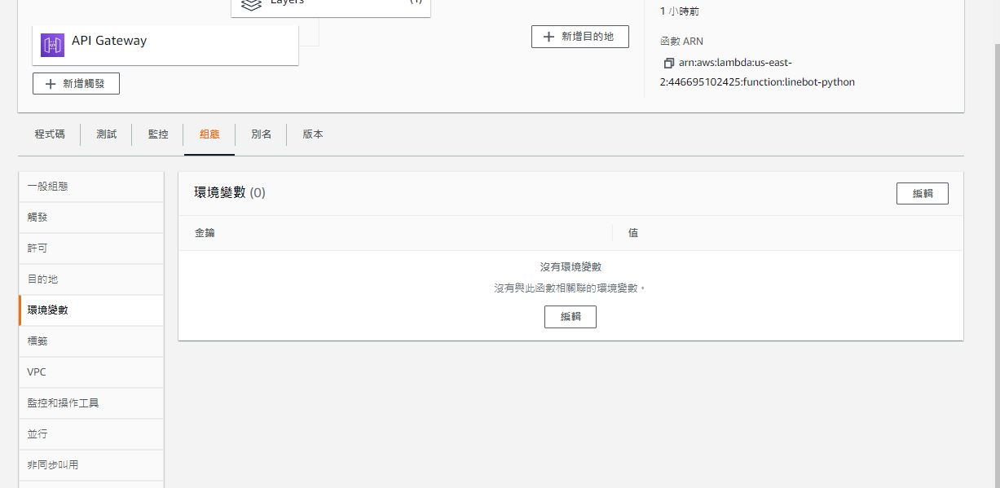 Layers (1)
API Gateway
新增觸發
新增目的地
1 小時前
函數 ARN
arn:aws:lambda:us-east-
2:446695102425:function:linebot-python
程式碼 測試 監控 組態 別名 版本
一般組態
觸發
許可
目的地
環境變數
標籤
VPC
監控和操作工具
並行
非同步叫用
環境變數 (0) 編輯
金鑰 值
沒有環境變數
沒有與此函數相關聯的環境變數。
編輯